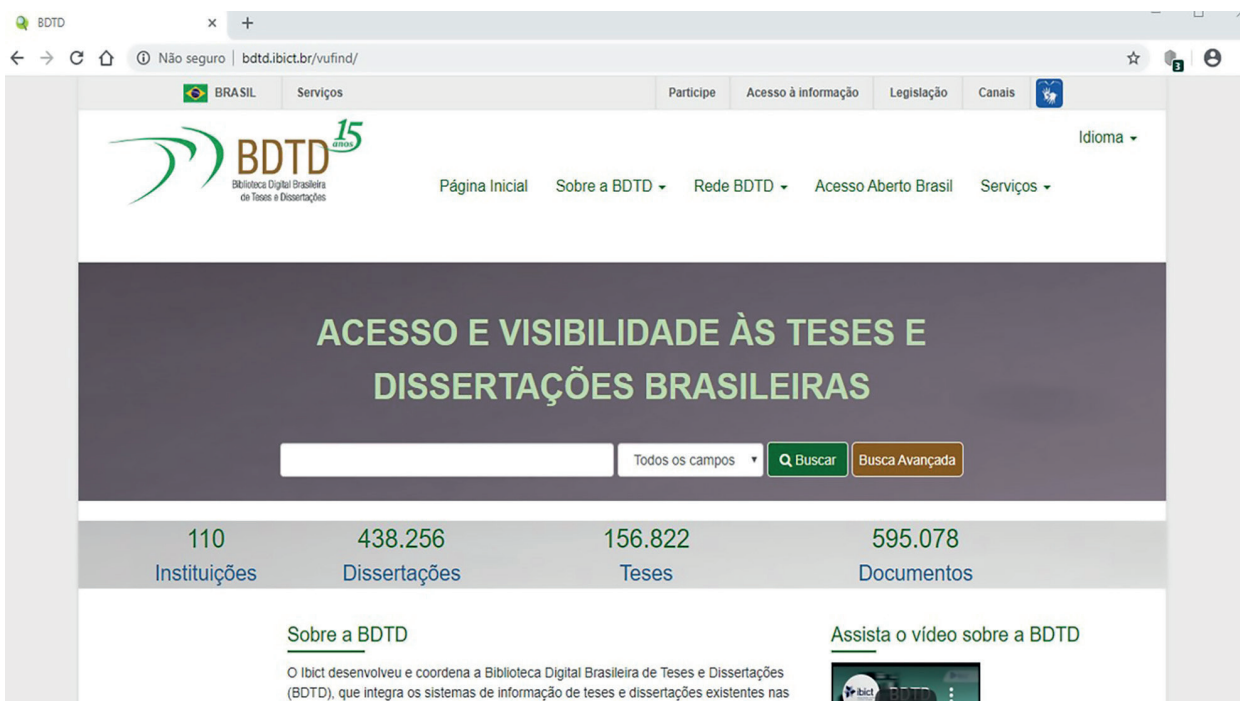 BDTD
Não seguro | bdtd.ibict.br/vufind/
3
BRASIL Serviços Participe Acesso à informação Legislação Canais
15
anos
BDTD
Biblioteca Digital Brasileira
de Teses e Dissertações
Idioma
Página Inicial Sobre a BDTD Rede BDTD Acesso Aberto Brasil Serviços
ACESSO E VISIBILIDADE ÀS TESES E
DISSERTAÇÕES BRASILEIRAS
Todos os campos Buscar Busca Avançada
110 438.256 156.822 595.078
Instituições Dissertações Teses Documentos
Sobre a BDTD
O Ibict desenvolveu e coordena a Biblioteca Digital Brasileira de Teses e Dissertações
(BDTD), que integra os sistemas de informação de teses e dissertações existentes nas
Assista o vídeo sobre a BDTD
ibict BDTD